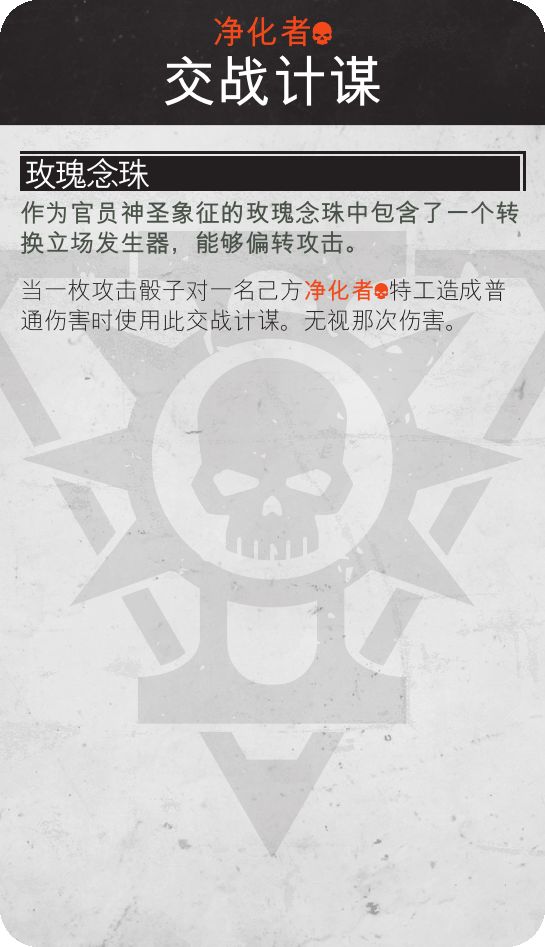 净化者
交战计谋
玫瑰念珠
作为官员神圣象征的玫瑰念珠中包含了一个转
换立场发生器，能够偏转攻击。
当一枚攻击骰子对一名己方净化者特工造成普
通伤害时使用此交战计谋。无视那次伤害。